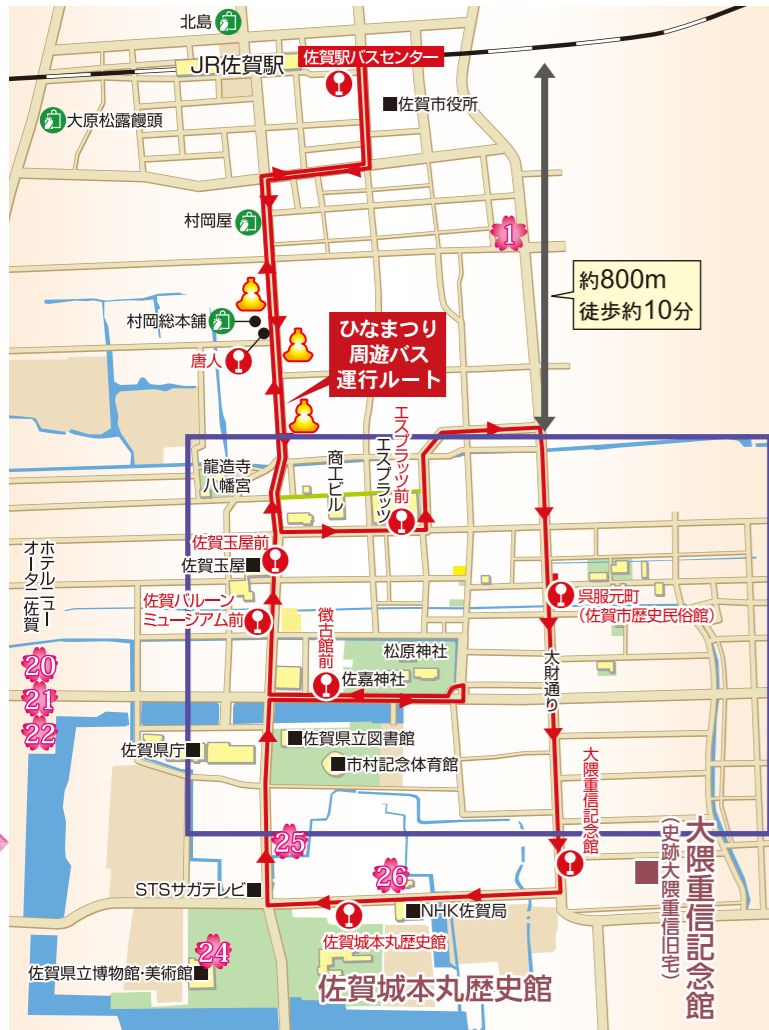 北島
JR佐賀駅
佐賀駅バスセンター
■佐賀市役所
大原松露饅頭
村岡屋
1
約800m
徒歩約10分
村岡総本舗
唐人
ひなまつり
周遊バス
運行ルート
龍造寺
八幡宮
商工ビル
エスプラッツ
エスプラッツ前
佐賀玉屋前
佐賀玉屋■
ホテルニュー
オータニ佐賀
佐賀バルーン
ミュージアム前
徴古館前
松原神社
佐嘉神社
呉服元町
(佐賀市歴史民俗館)
大財通り
20
21
22
佐賀県庁■
■佐賀県立図書館
■市村記念体育館
大隈重信記念館
25
26
STSサガテレビ■
■NHK佐賀局
佐賀城本丸歴史館
24
佐賀県立博物館・美術館■
佐賀城本丸歴史館
大隈重信記念館
(史跡大隈重信旧宅)